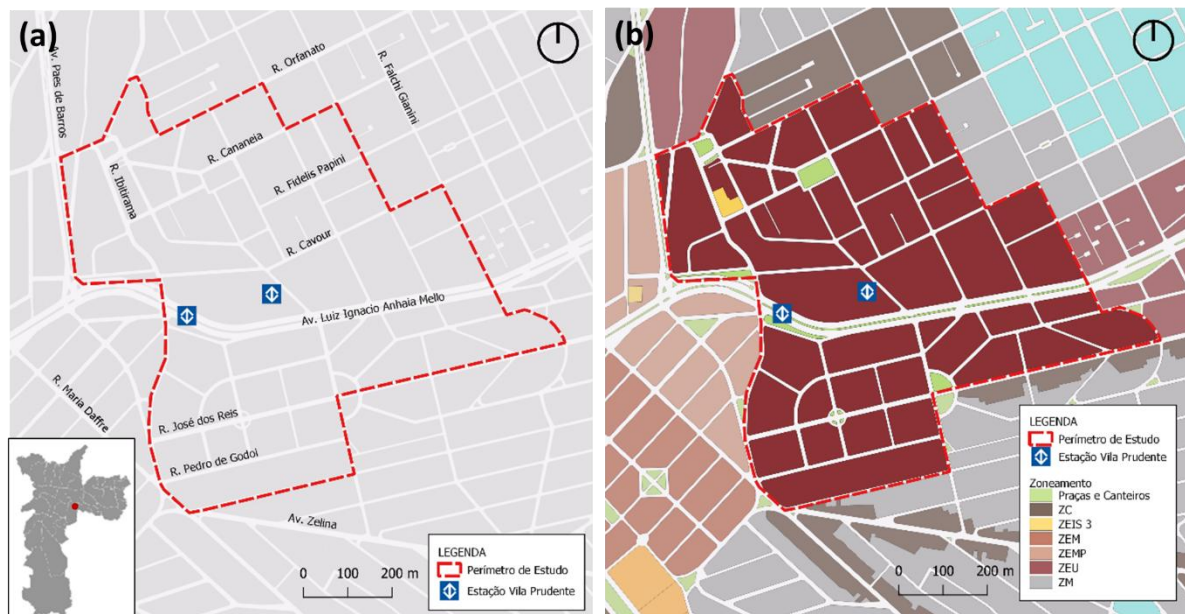 (a)
Av. Paes de Barros
R. Orfanato
R. Falchi Gianini
R. Cananeia
R. Ibitirama
R. Fidelis Papini
R. Cavour
Av. Luiz Ignacio Anhaia Mello
R. Maria Daffre
R. José dos Reis
R. Pedro de Godoi
Av. Zelina
0 100 200 m
LEGENDA
Perímetro de Estudo
Estação Vila Prudente
(b)
LEGENDA
Perímetro de Estudo
Estação Vila Prudente
Zoneamento
Praças e Canteiros
ZC
ZEIS 3
ZEM
ZEMP
ZEU
ZM
0 100 200 m